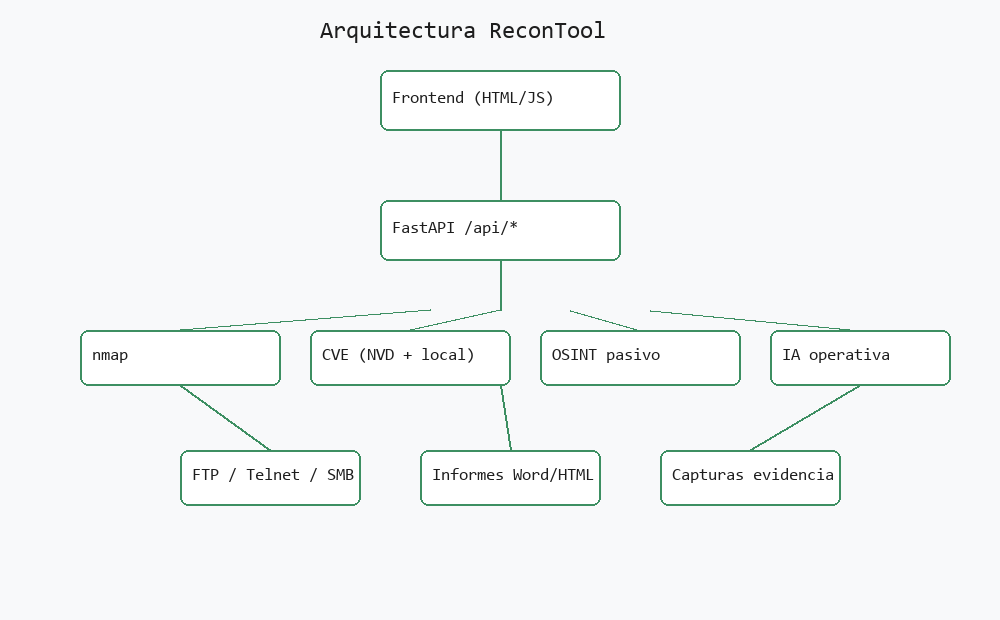 Arquitectura ReconTool
Frontend (HTML/JS)
FastAPI /api/*
nmap
CVE (NVD + local)
OSINT pasivo
IA operativa
FTP / Telnet / SMB
Informes Word/HTML
Capturas evidencia